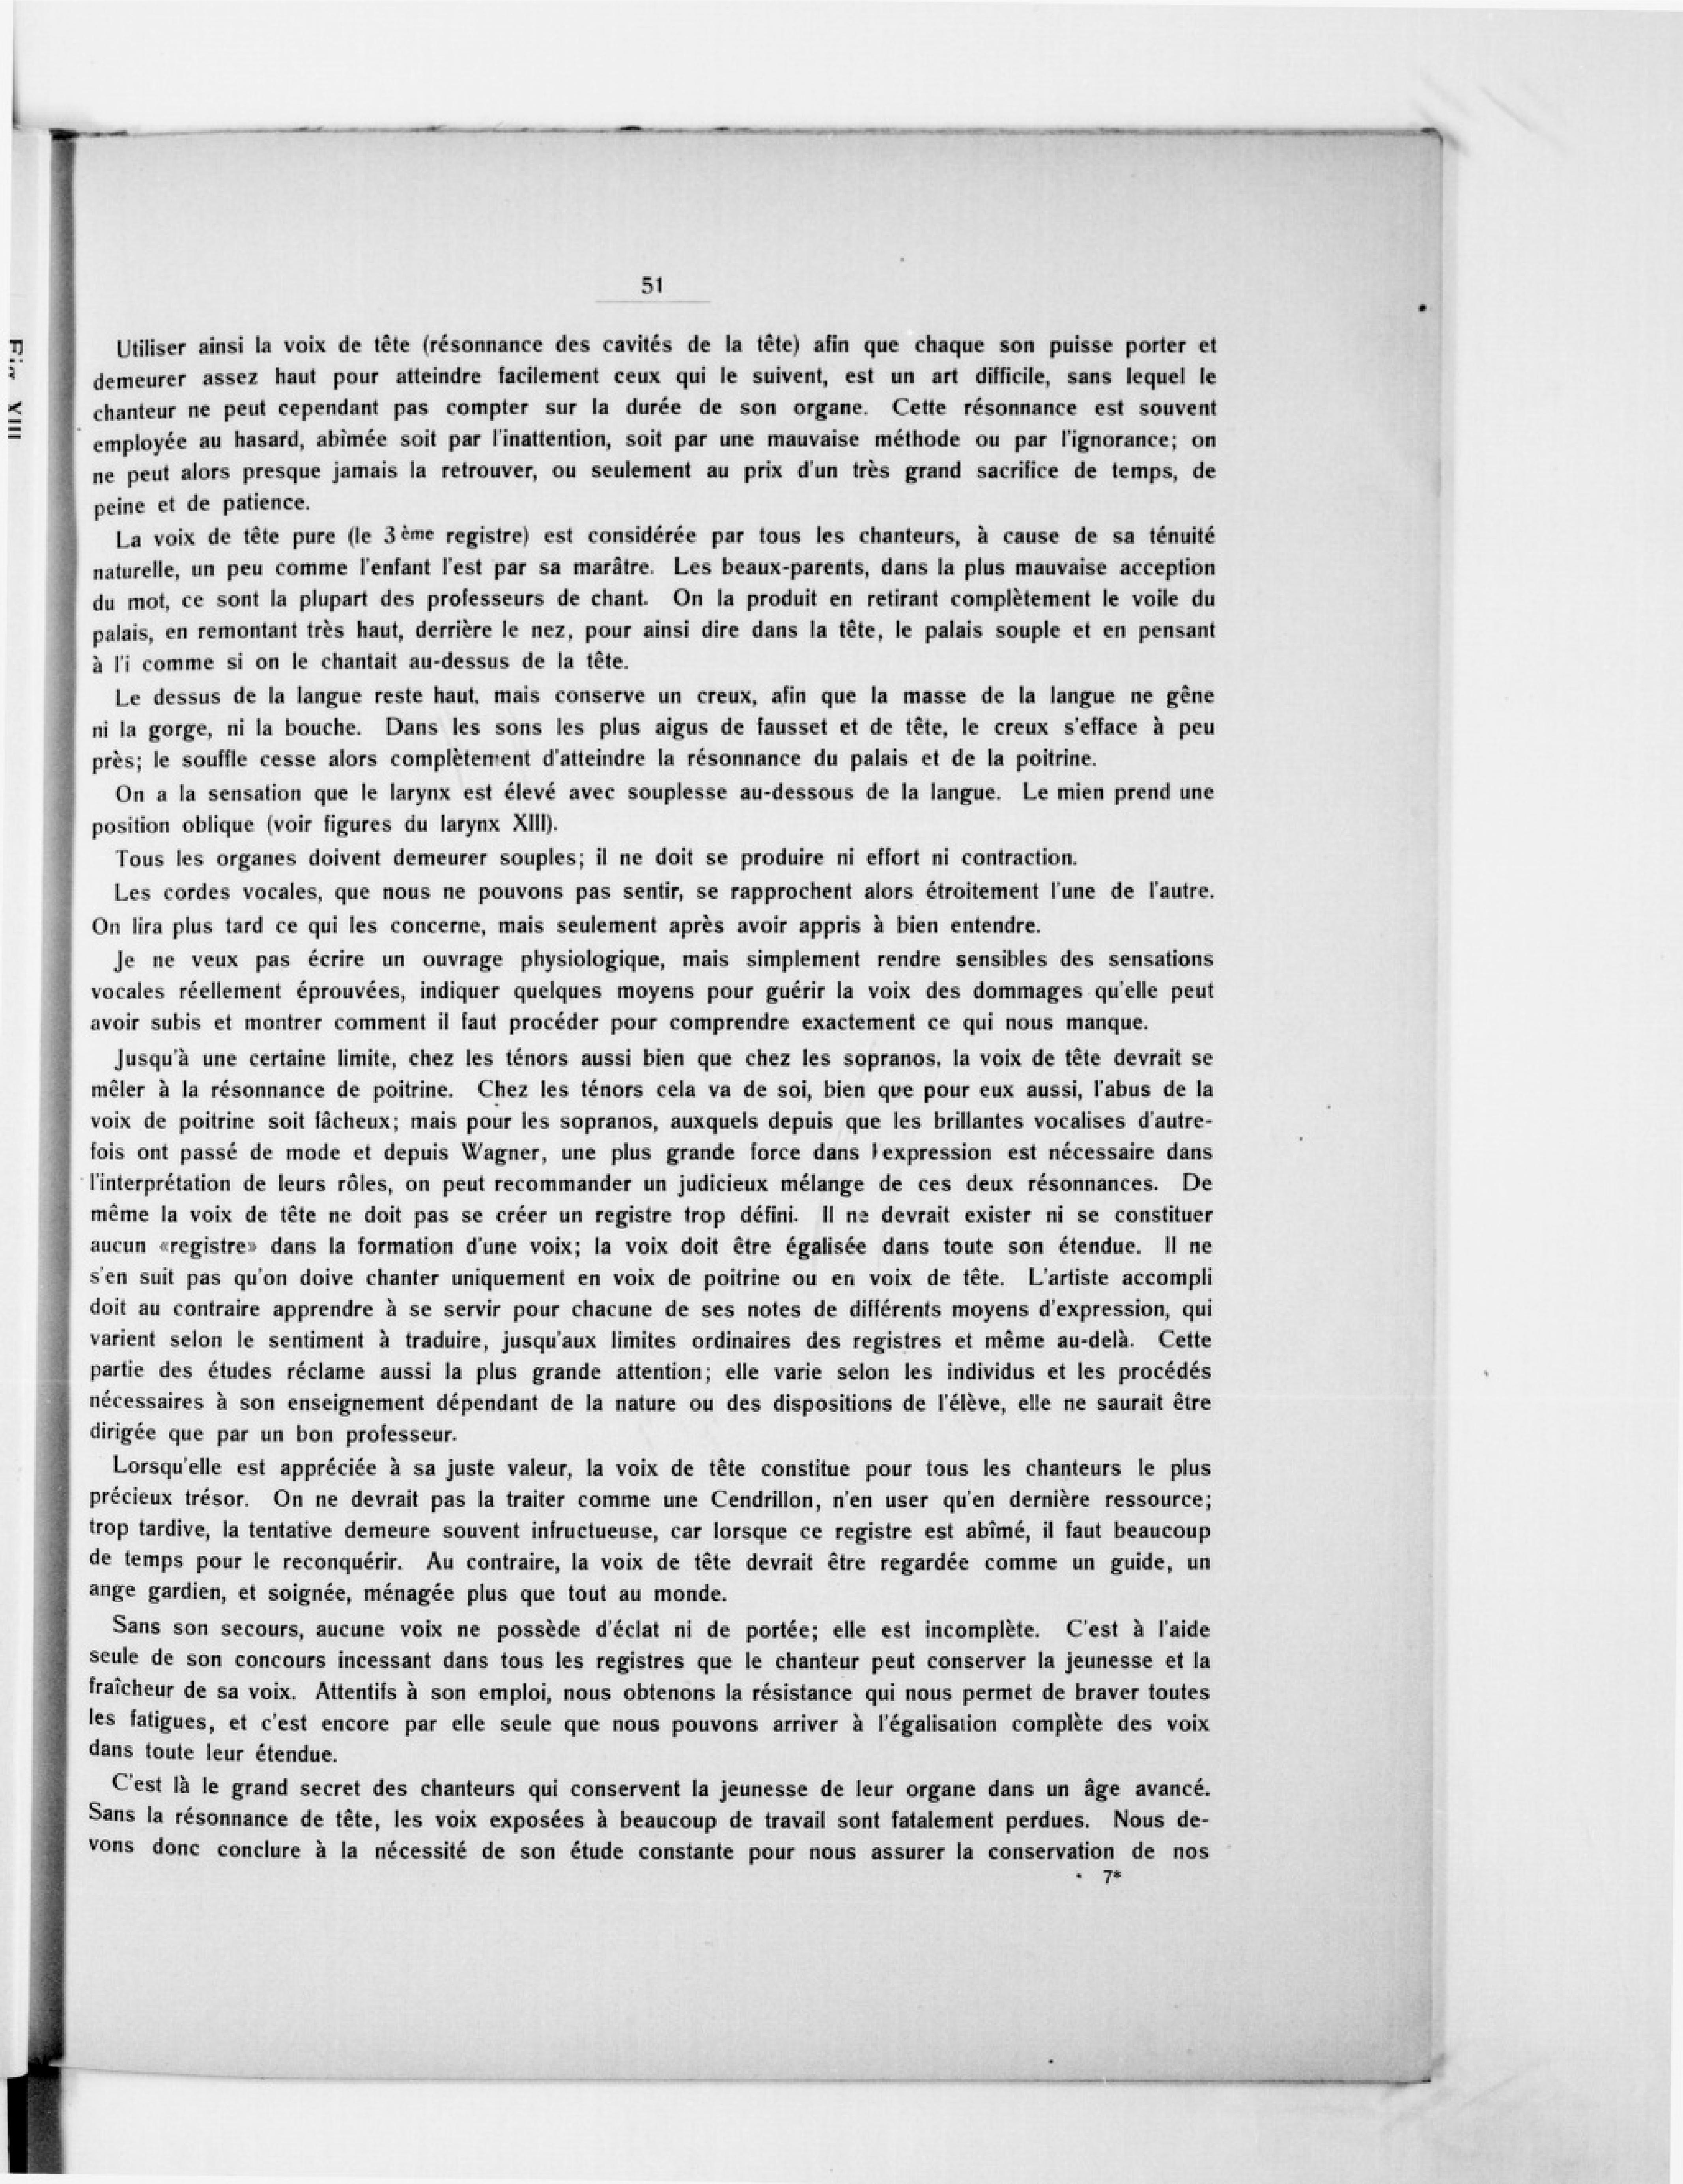 51
Utiliser ainsi la voix de tête (résonnance des cavités de la tête) afin que chaque son puisse porter et
demeurer assez haut pour atteindre facilement ceux qui le suivent, est un art difficile, sans lequel le
chanteur ne peut cependant pas compter sur la durée de son organe. Cette résonnance est souvent
employée au hasard, abîmée soit par l'inattention, soit par une mauvaise méthode ou par l'ignorance; on
ne peut alors presque jamais la retrouver, ou seulement au prix d'un très grand sacrifice de temps, de
peine et de patience.
La voix de tête pure (le 3ème registre) est considérée par tous les chanteurs, à cause de sa ténuité
naturelle, un peu comme l'enfant l'est par sa marâtre. Les beaux-parents, dans la plus mauvaise acception
du mot, ce sont la plupart des professeurs de chant. On la produit en retirant complètement le voile du
palais, en remontant très haut, derrière le nez, pour ainsi dire dans la tête, le palais souple et en pensant
à l'i comme si on le chantait au-dessus de la tête.
Le dessus de la langue reste haut, mais conserve un creux, afin que la masse de la langue ne gêne
ni la gorge, ni la bouche. Dans les sons les plus aigus de fausset et de tête, le creux s'efface à peu
près; le souffle cesse alors complètement d'atteindre la résonnance du palais et de la poitrine.
On a la sensation que le larynx est élevé avec souplesse au-dessous de la langue. Le mien prend une
position oblique (voir figures du larynx XIII).
Tous les organes doivent demeurer souples; il ne doit se produire ni effort ni contraction.
Les cordes vocales, que nous ne pouvons pas sentir, se rapprochent alors étroitement l'une de l'autre.
On lira plus tard ce qui les concerne, mais seulement après avoir appris à bien entendre.
Je ne veux pas écrire un ouvrage physiologique, mais simplement rendre sensibles des sensations
vocales réellement éprouvées, indiquer quelques moyens pour guérir la voix des dommages qu'elle peut
avoir subis et montrer comment il faut procéder pour comprendre exactement ce qui nous manque.
Jusqu'à une certaine limite, chez les ténors aussi bien que chez les sopranos, la voix de tête devrait se
mêler à la résonnance de poitrine. Chez les ténors cela va de soi, bien que pour eux aussi, l'abus de la
voix de poitrine soit fâcheux; mais pour les sopranos, auxquels depuis que les brillantes vocalises d'autre-
fois ont passé de mode et depuis Wagner, une plus grande force dans l'expression est nécessaire dans
l'interprétation de leurs rôles, on peut recommander un judicieux mélange de ces deux résonnances. De
même la voix de tête ne doit pas se créer un registre trop défini. Il ne devrait exister ni se constituer
aucun «registre» dans la formation d'une voix; la voix doit être égalisée dans toute son étendue. Il ne
s'en suit pas qu'on doive chanter uniquement en voix de poitrine ou en voix de tête. L'artiste accompli
doit au contraire apprendre à se servir pour chacune de ses notes de différents moyens d'expression, qui
varient selon le sentiment à traduire, jusqu'aux limites ordinaires des registres et même au-delà. Cette
partie des études réclame aussi la plus grande attention; elle varie selon les individus et les procédés
nécessaires à son enseignement dépendant de la nature ou des dispositions de l'élève, elle ne saurait être
dirigée que par un bon professeur.
Lorsqu'elle est appréciée à sa juste valeur, la voix de tête constitue pour tous les chanteurs le plus
précieux trésor. On ne devrait pas la traiter comme une Cendrillon, n'en user qu'en dernière ressource;
trop tardive, la tentative demeure souvent infructueuse, car lorsque ce registre est abîmé, il faut beaucoup
de temps pour le reconquérir. Au contraire, la voix de tête devrait être regardée comme un guide, un
ange gardien, et soignée, ménagée plus que tout au monde.
Sans son secours, aucune voix ne possède d'éclat ni de portée; elle est incomplète. C'est à l'aide
seule de son concours incessant dans tous les registres que le chanteur peut conserver la jeunesse et la
fraîcheur de sa voix. Attentifs à son emploi, nous obtenons la résistance qui nous permet de braver toutes
les fatigues, et c'est encore par elle seule que nous pouvons arriver à l'égalisation complète des voix
dans toute leur étendue.
C'est là le grand secret des chanteurs qui conservent la jeunesse de leur organe dans un âge avancé.
Sans la résonnance de tête, les voix exposées à beaucoup de travail sont fatalement perdues. Nous de-
vons donc conclure à la nécessité de son étude constante pour nous assurer la conservation de nos
7*